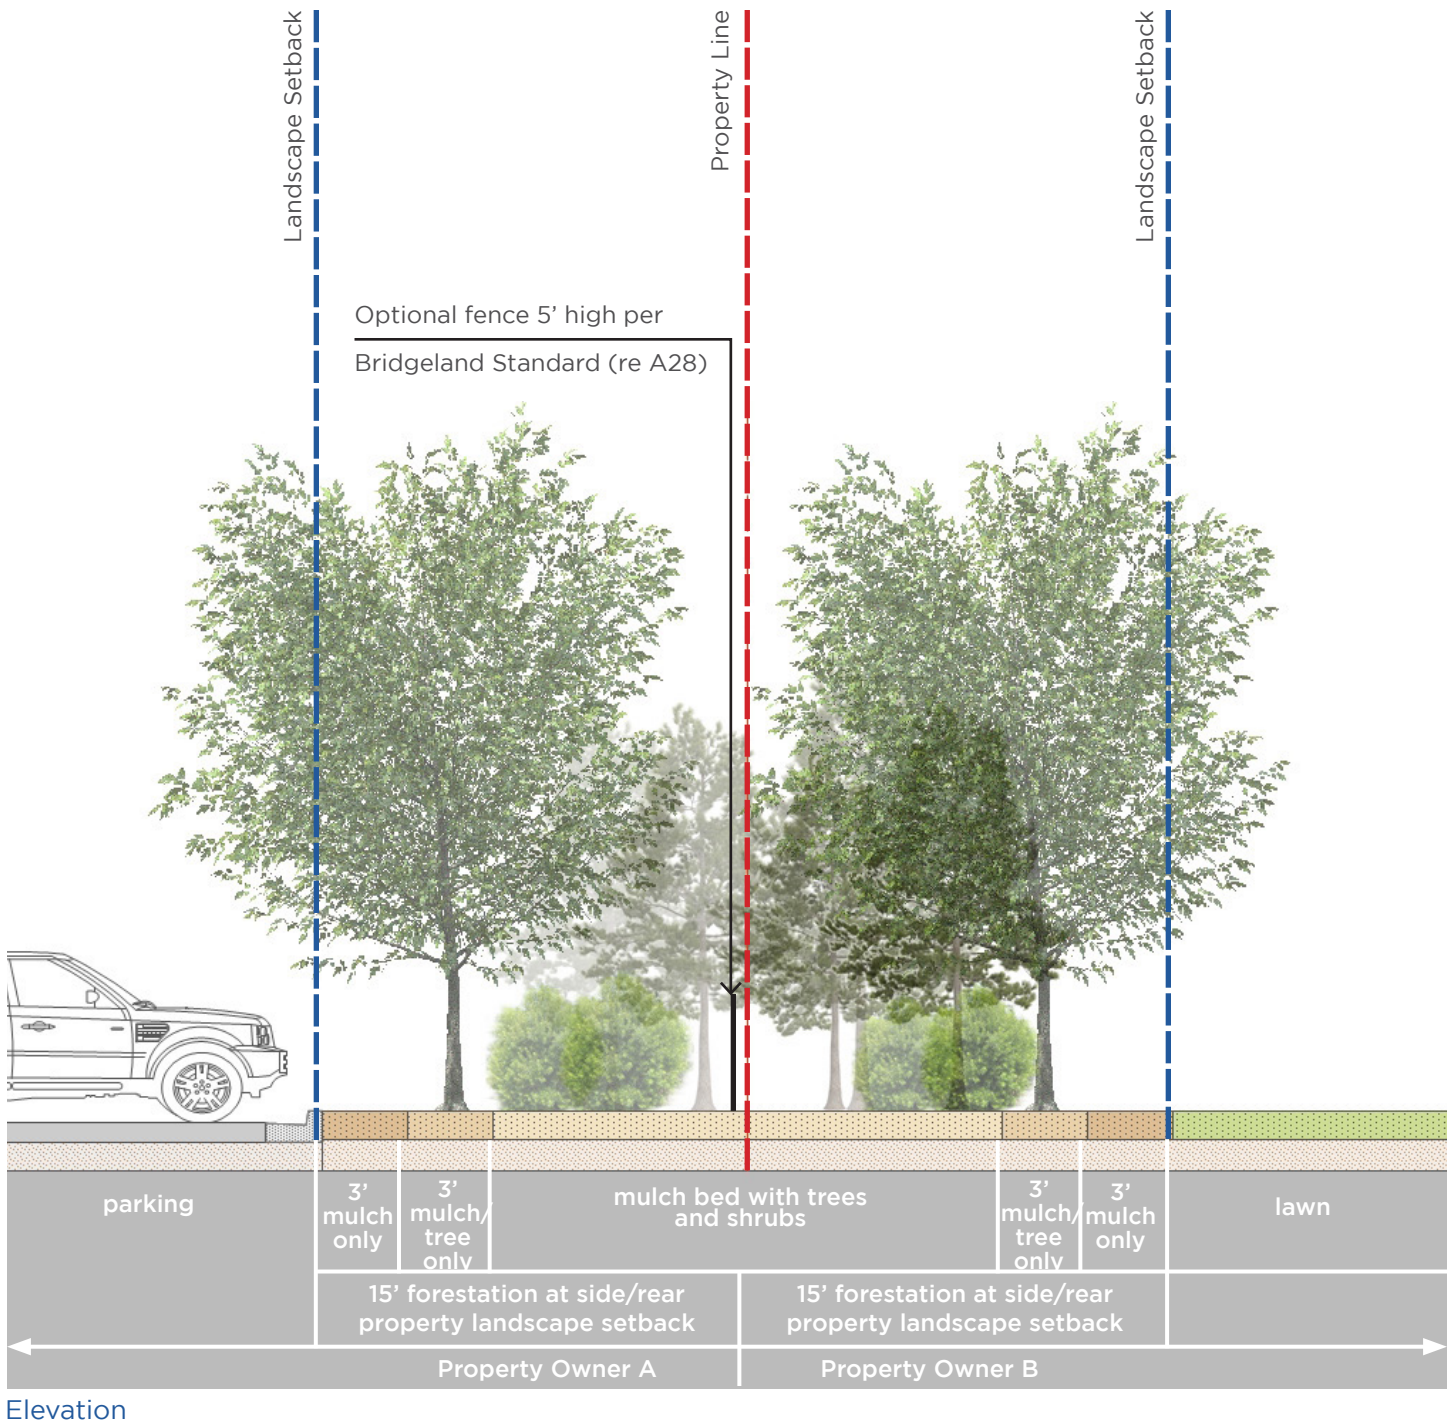 Landscape Setback
Property Line
Landscape Setback
Optional fence 5’ high per
Bridgeland Standard (re A28)
parking
3’
mulch
only
3’
mulch/
tree
only
mulch bed with trees
and shrubs
3’
mulch/
tree
only
3’
mulch
only
lawn
15’ forestation at side/rear
property landscape setback
15’ forestation at side/rear
property landscape setback
Property Owner A
Property Owner B
Elevation